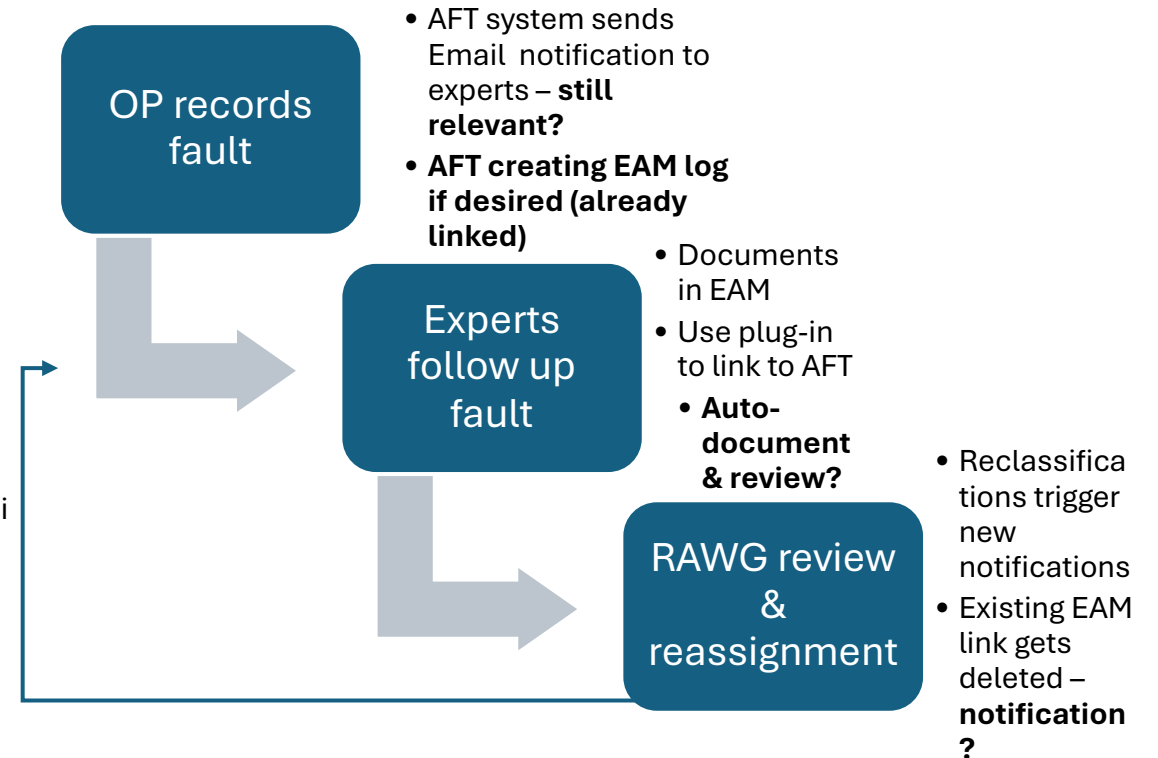 OP records
fault
• AFT system sends
Email notification to
experts – still
relevant?
• AFT creating EAM log
if desired (already
linked)
Experts
follow up
fault
• Documents
in EAM
• Use plug-in
to link to AFT
• Auto-
document
& review?
RAWG review
&
reassignment
• Reclassifica
tions trigger
new
notifications
• Existing EAM
link gets
deleted –
notification
?
i